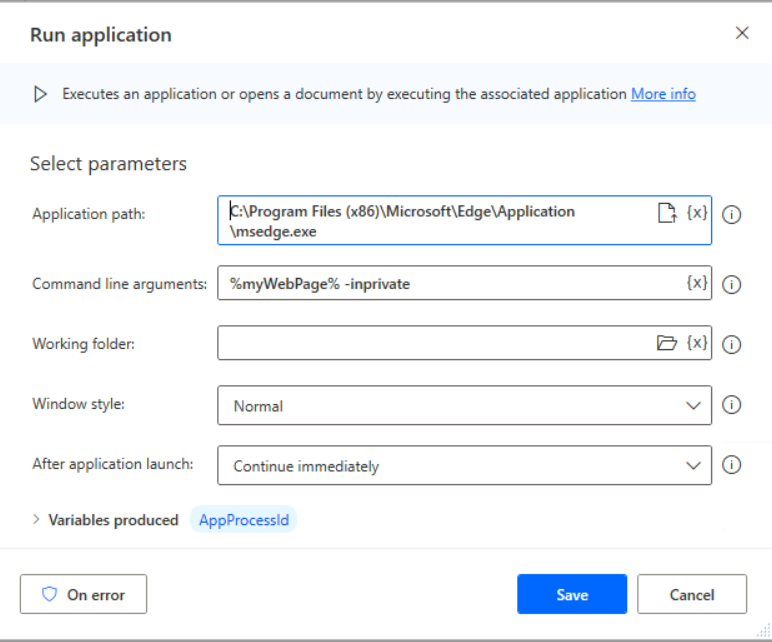 Run application
Executes an application or opens a document by executing the associated application More info
Select parameters
Application path:
C:\Program Files (x86)\Microsoft\Edge\Application
\msedge.exe
{x}
Command line arguments:
%myWebPage% -inprivate
{x}
Working folder:
{x}
Window style:
Normal
After application launch:
Continue immediately
Variables produced AppProcessId
On error
Save
Cancel